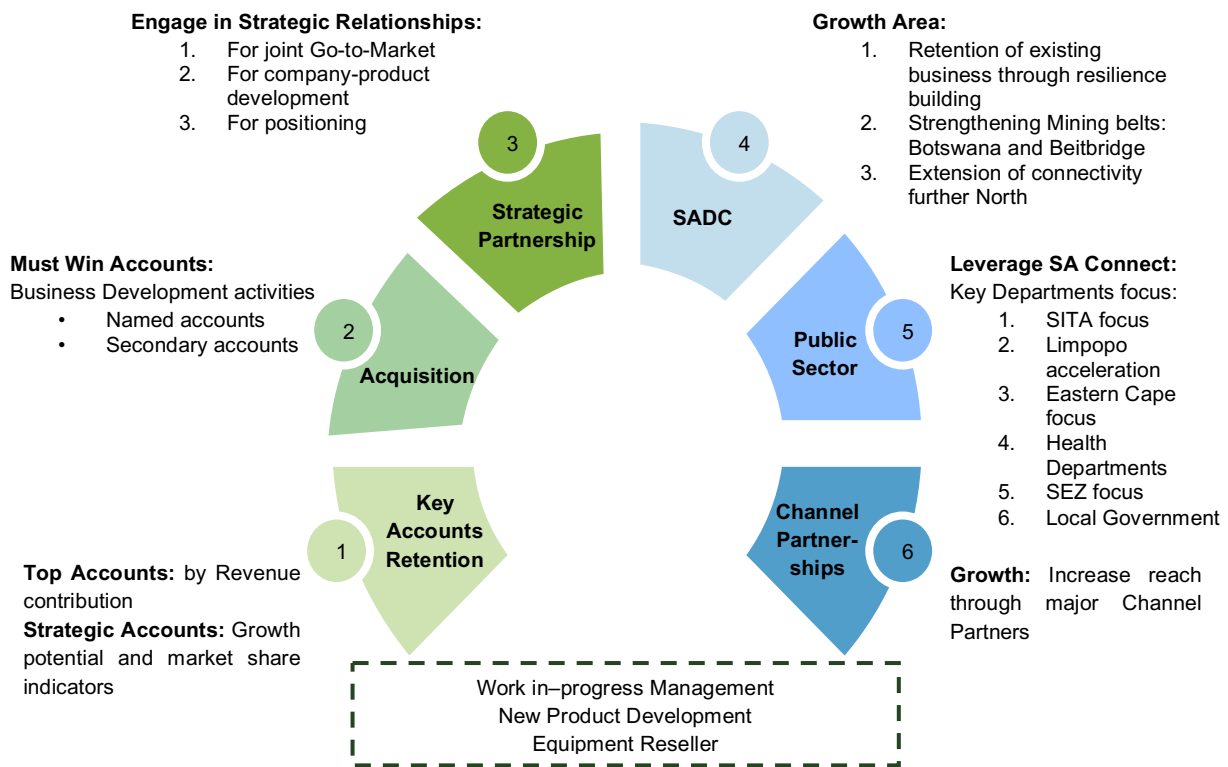 Engage in Strategic Relationships:
1. For joint Go-to-Market
2. For company-product
development
3. For positioning
Growth Area:
1. Retention of existing
business through resilience
building
2. Strengthening Mining belts:
Botswana and Beitbridge
3. Extension of connectivity
further North
3
Strategic
Partnership
4
SADC
Must Win Accounts:
Business Development activities
• Named accounts
• Secondary accounts
2
Acquisition
Public
Sector
5
Leverage SA Connect:
Key Departments focus:
1. SITA focus
2. Limpopo
acceleration
3. Eastern Cape
focus
4. Health
Departments
5. SEZ focus
6. Local Government
1
Key
Accounts
Retention
Channel
Partner-
ships
6
Top Accounts: by Revenue
contribution
Strategic Accounts: Growth
potential and market share
indicators
Growth: Increase reach
through major Channel
Partners
Work in–progress Management
New Product Development
Equipment Reseller